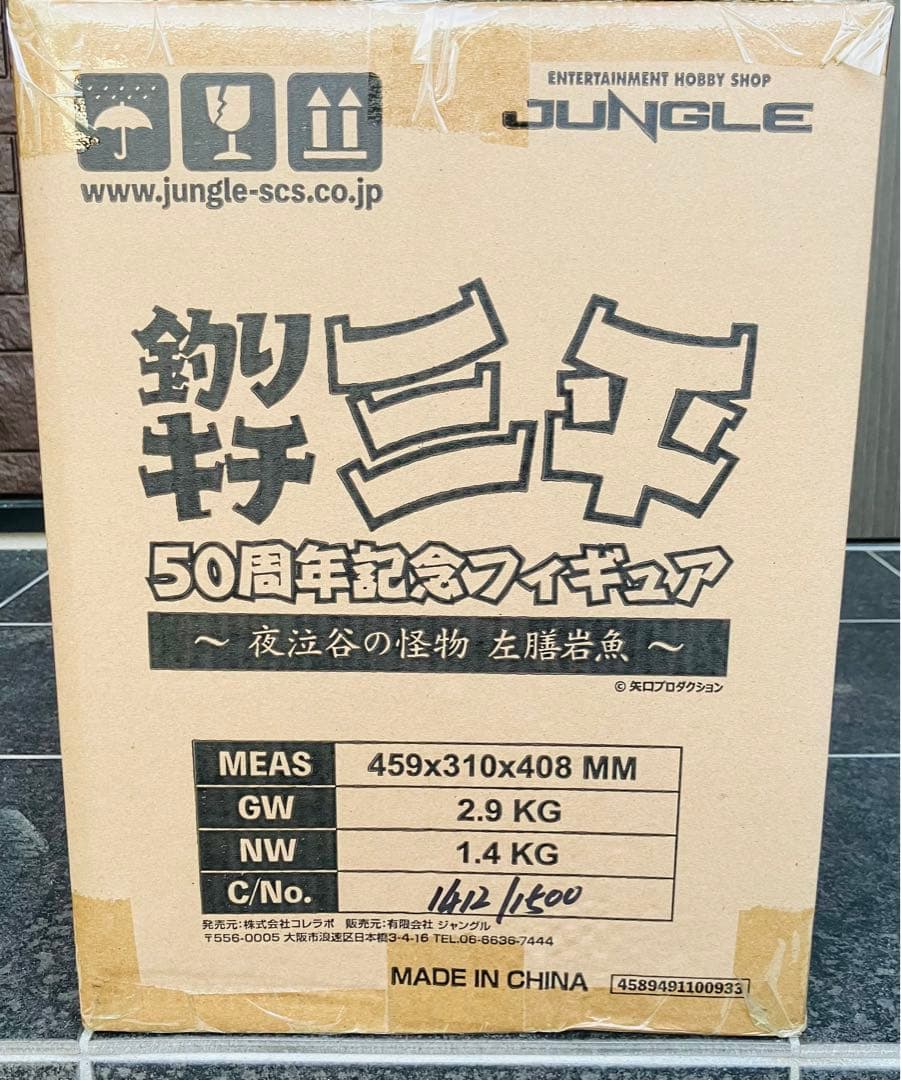 ENTERTAINMENT HOBBY SHOP
JUNGLE
www.jungle-scs.co.jp
釣りキチ三平
50周年記念フィギュア
～ 夜泣谷の怪物 左膳岩魚 ～
© 矢口プロダクション
MEAS 459x310x408 MM
GW 2.9 KG
NW 1.4 KG
C/No. 1412/1500
発売元：株式会社コレラボ 販売元：有限会社 ジャングル
〒556-0005 大阪市浪速区日本橋3-4-16 TEL.06-6636-7444
MADE IN CHINA 4589491100933